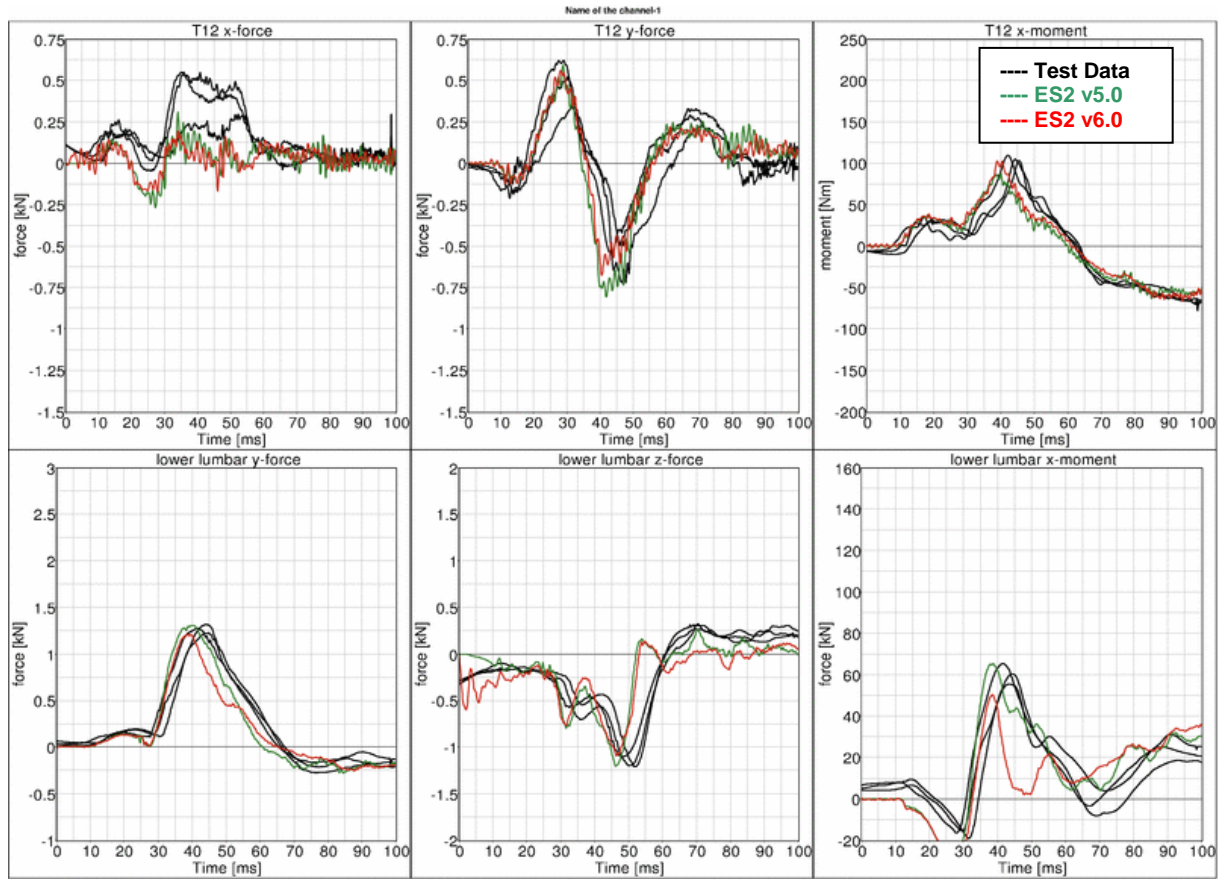 Name of the channel-1
T12 x-force
T12 y-force
T12 x-moment
0.75
0.5
0.25
0
-0.25
-0.5
-0.75
-1
-1.25
-1.5
force [kN]
0 10 20 30 40 50 60 70 80 90 100
Time [ms]
0.75
0.5
0.25
0
-0.25
-0.5
-0.75
-1
-1.25
-1.5
force [kN]
0 10 20 30 40 50 60 70 80 90 100
Time [ms]
250
200
150
100
50
0
-50
-100
-150
-200
moment [Nm]
0 10 20 30 40 50 60 70 80 90 100
Time [ms]
---- Test Data
---- ES2 v5.0
---- ES2 v6.0
lower lumbar y-force
lower lumbar z-force
lower lumbar x-moment
3
2.5
2
1.5
1
0.5
0
-0.5
-1
force [kN]
0 10 20 30 40 50 60 70 80 90 100
Time [ms]
2
1.5
1
0.5
0
-0.5
-1
-1.5
-2
force [kN]
0 10 20 30 40 50 60 70 80 90 100
Time [ms]
160
140
120
100
80
60
40
20
0
-20
force [kN]
0 10 20 30 40 50 60 70 80 90 100
Time [ms]